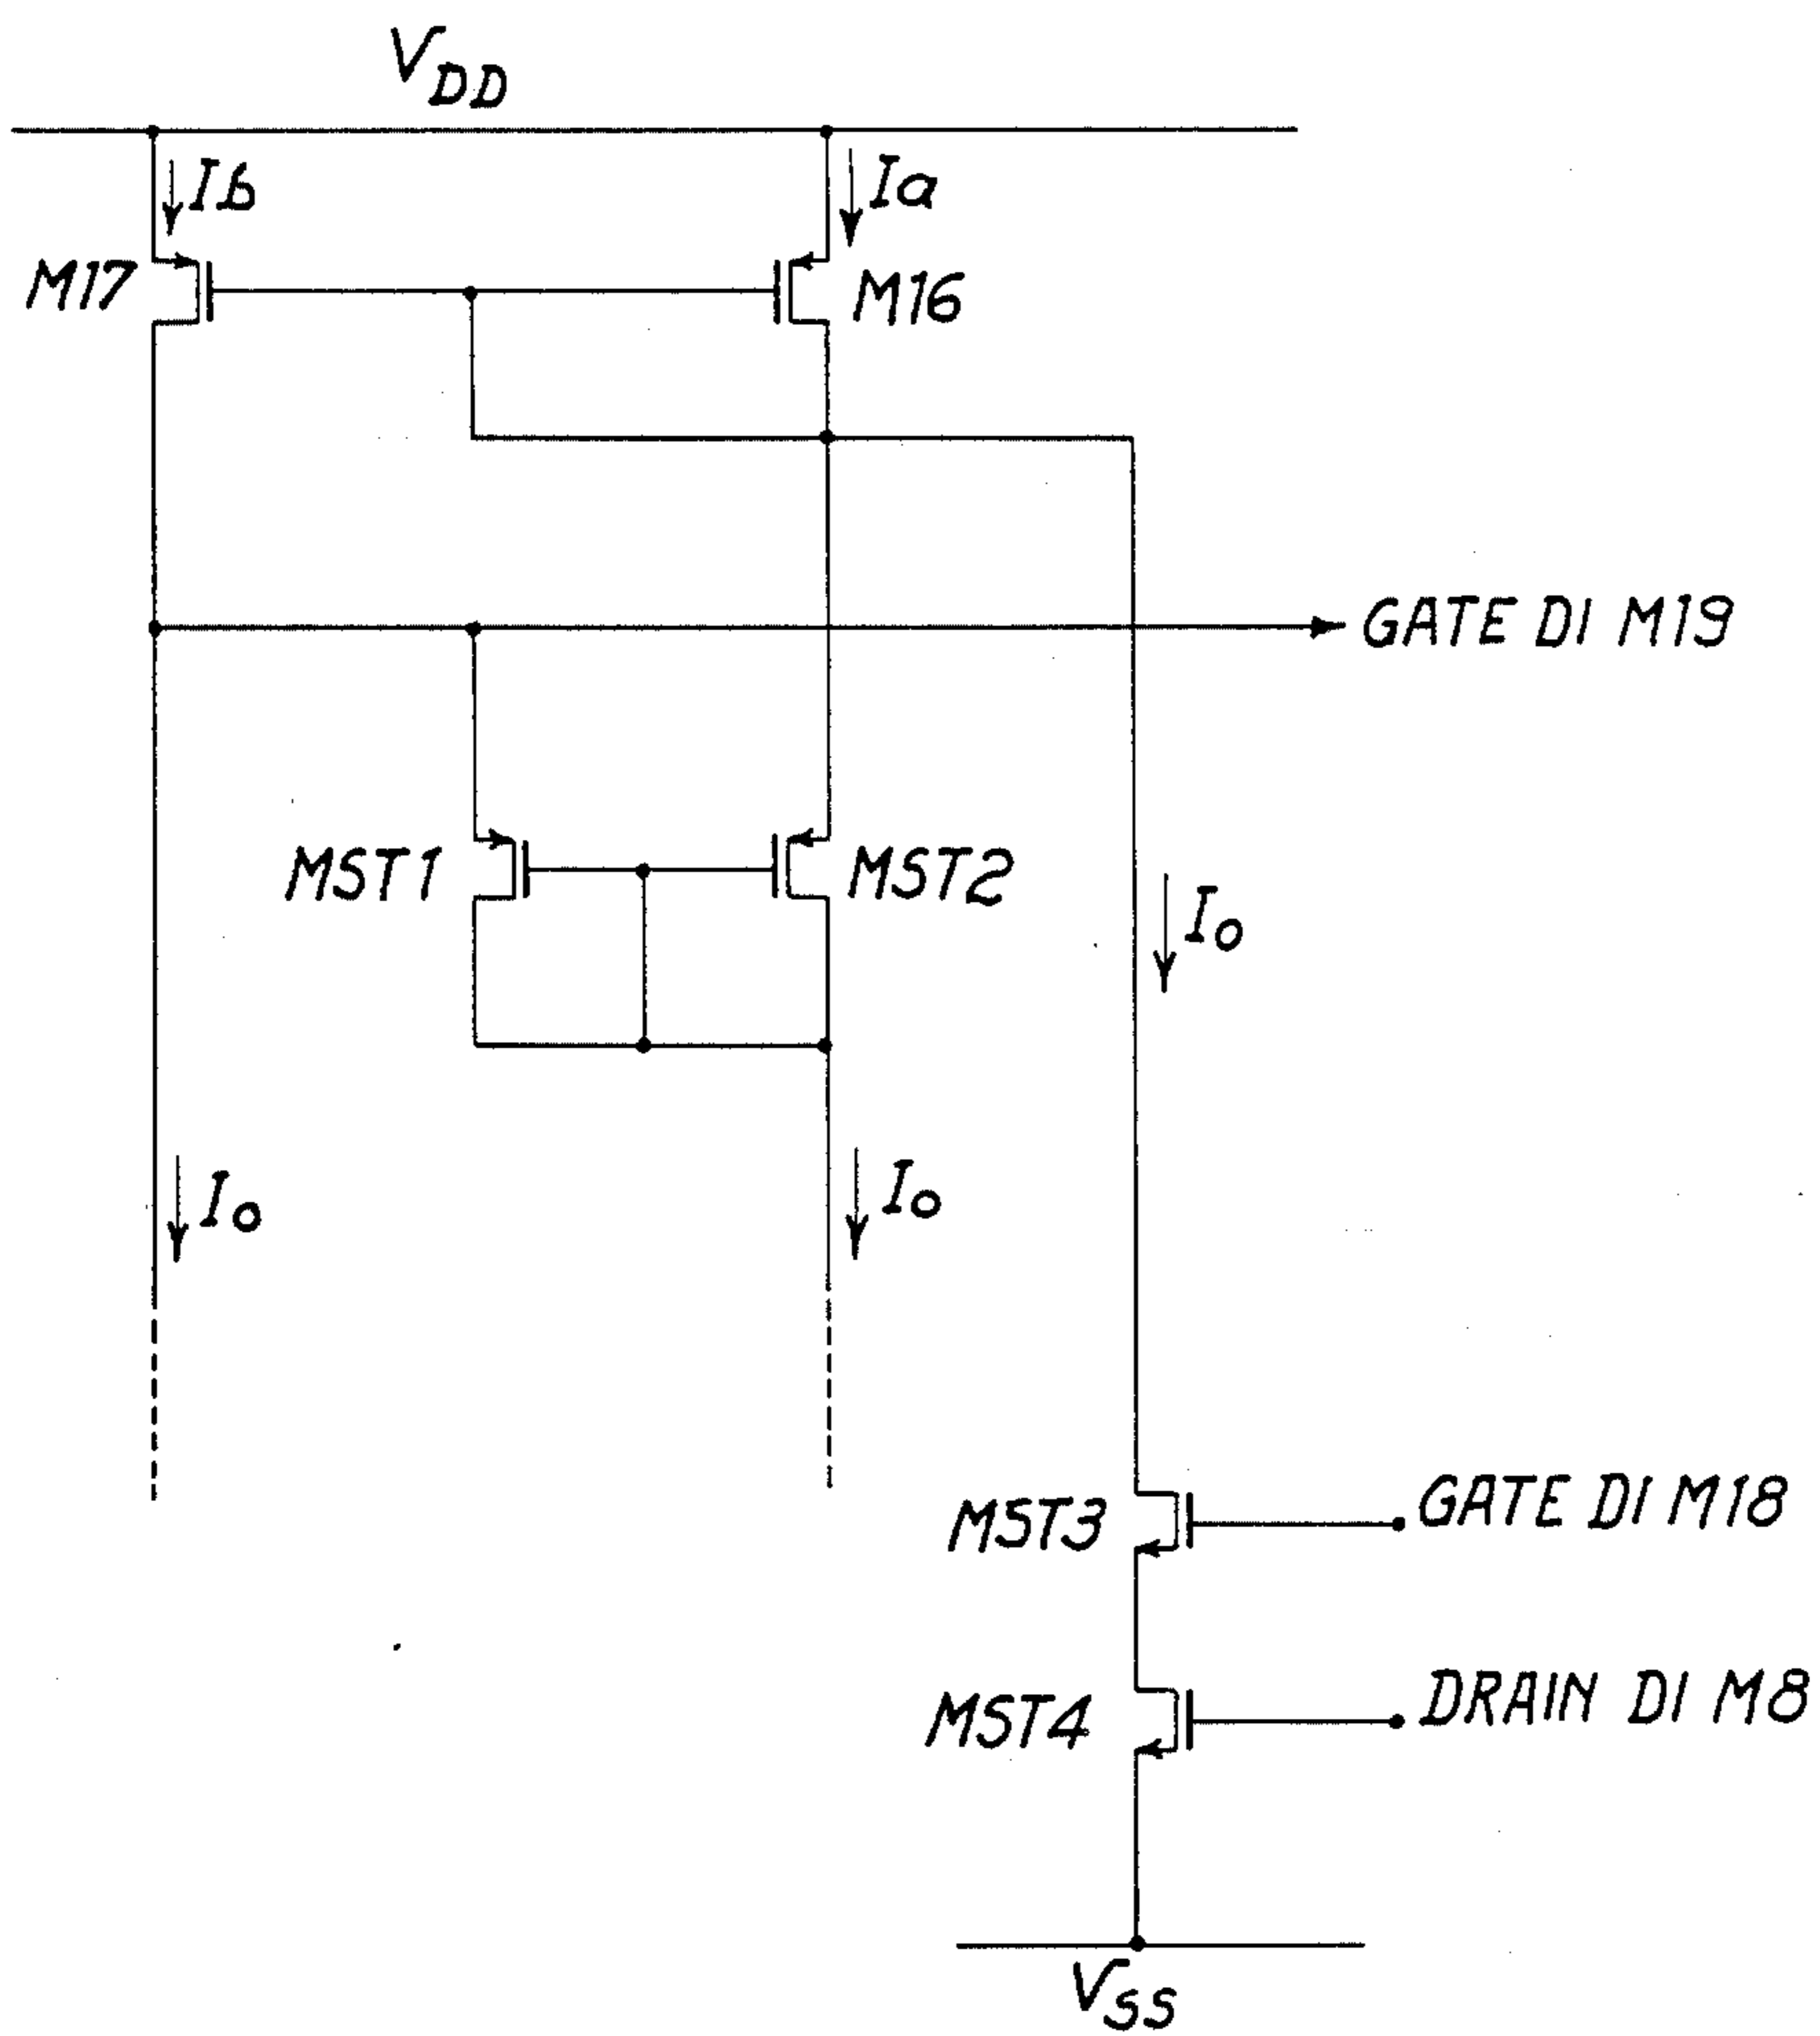 VDD
Ib
Ia
M17
M16
GATE DI M19
MST1
MST2
Io
Io
Io
MST3
GATE DI M18
MST4
DRAIN DI M8
VSS